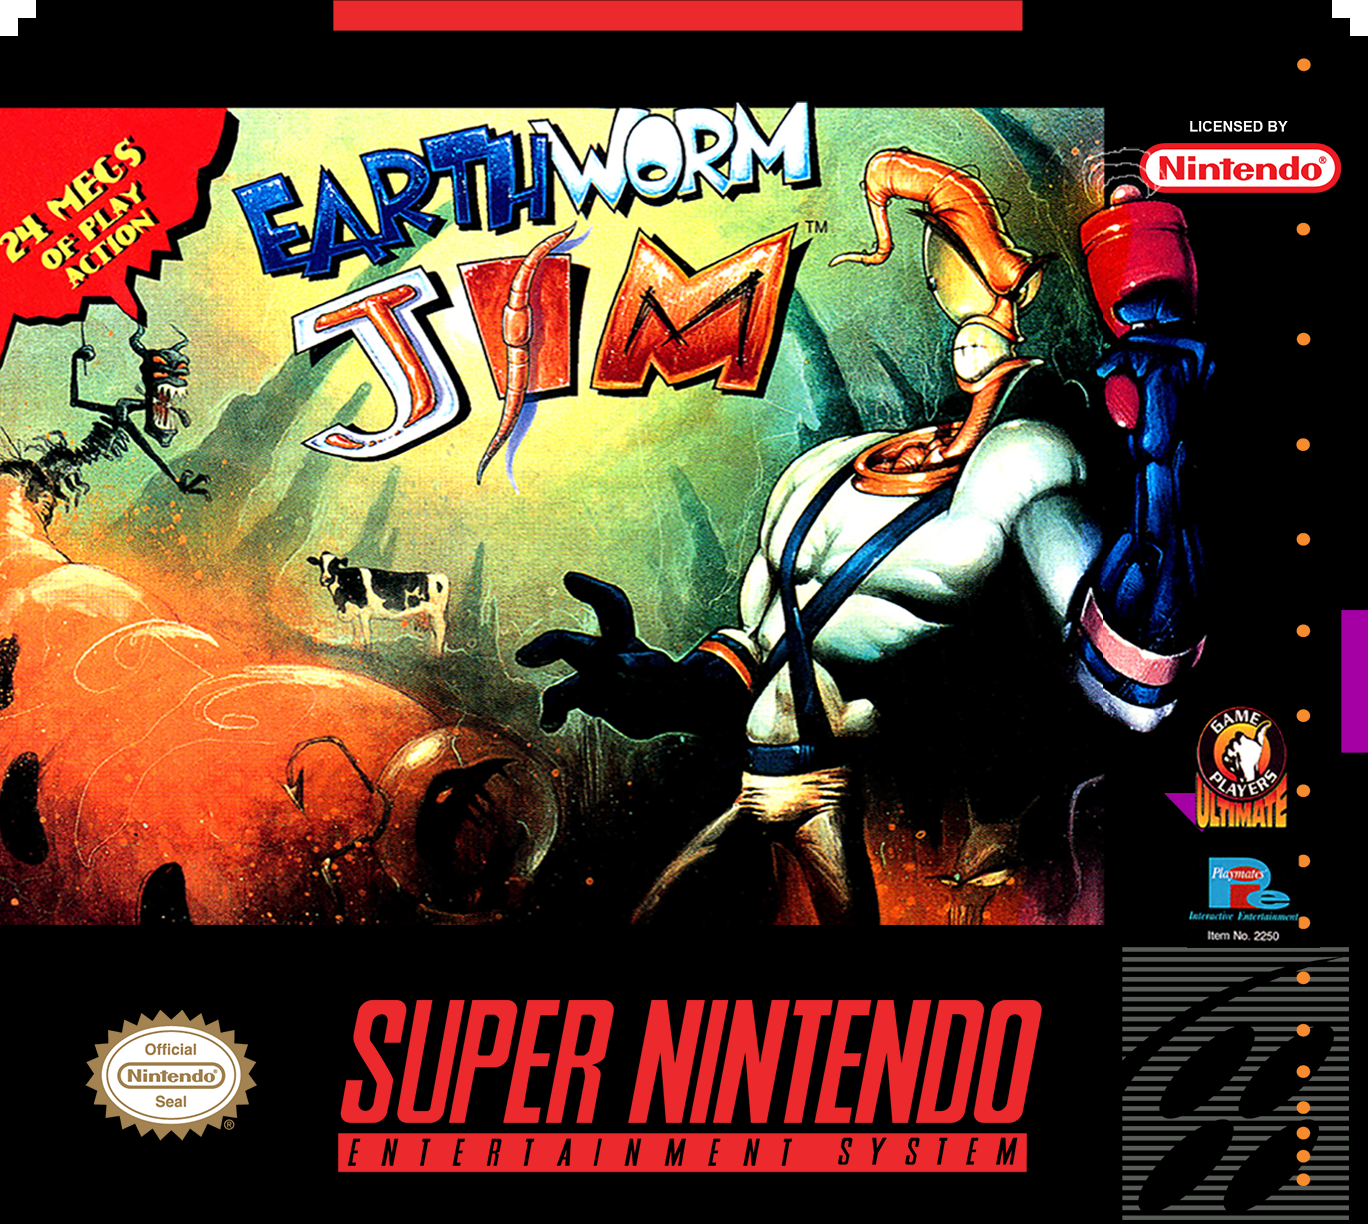 LICENSED BY
Nintendo®
24 MEGS
OF PLAY
ACTION
EARTHWORM
JIM™
GAME
PLAYERS
ULTIMATE
Playmates
Interactive Entertainment
Item No. 2250
Official
Nintendo®
Seal
®
SUPER NINTENDO
ENTERTAINMENT SYSTEM